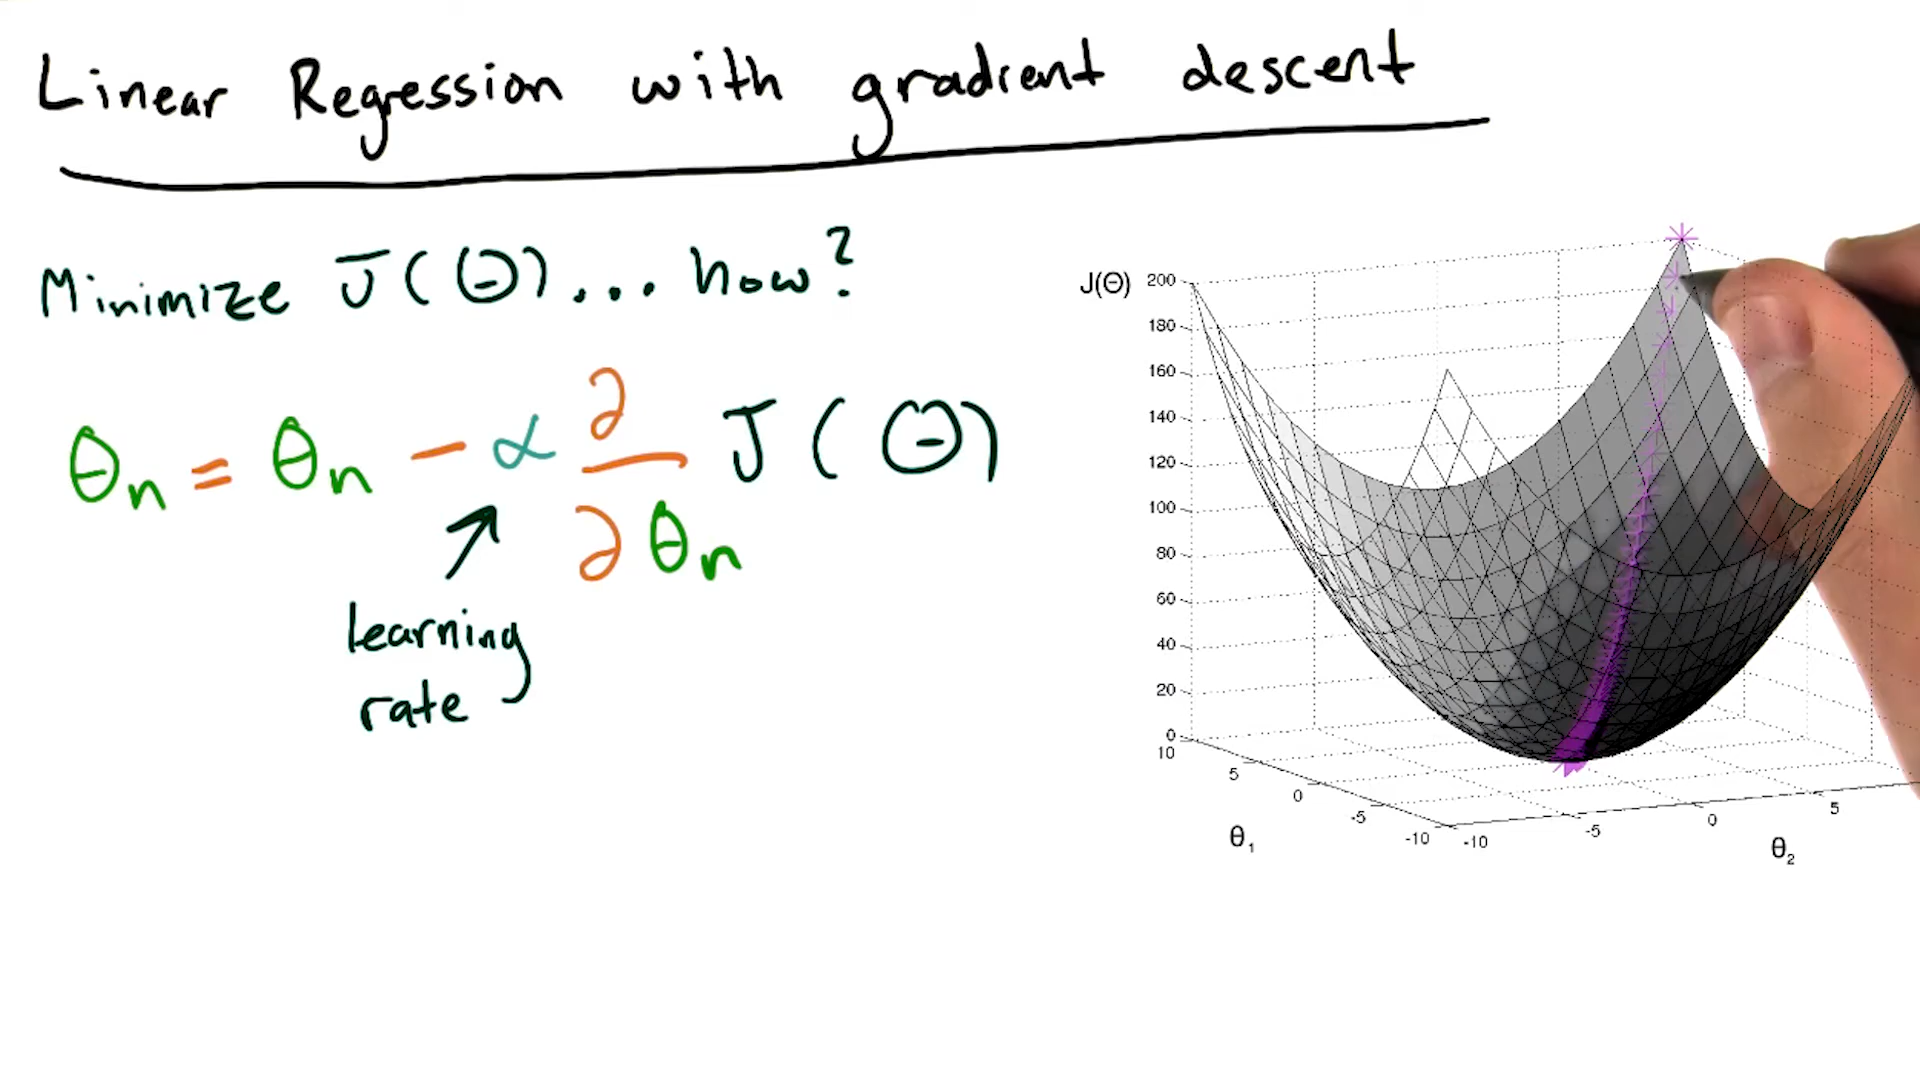 Linear Regression with gradient descent
Minimize J(Θ)... how?
θn = θn - α ∂/∂θn J(Θ)
learning
rate
J(Θ)
200
180
160
140
120
100
80
60
40
20
0
10
5
0
-5
-10
θ1
-10
-5
0
5
θ2